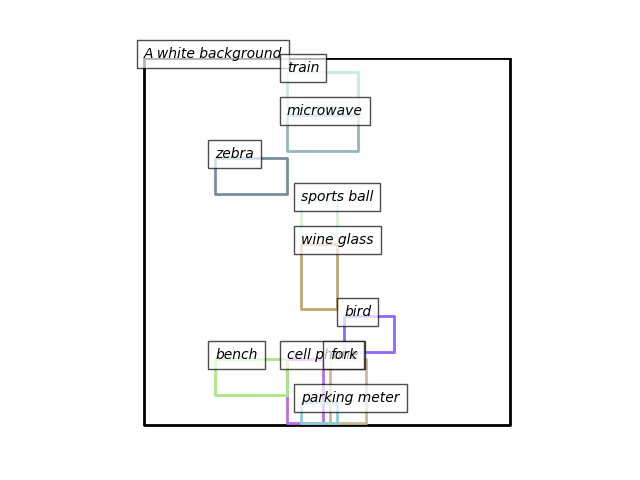 A white background
train
microwave
zebra
sports ball
wine glass
bird
bench
cell phone
fork
parking meter